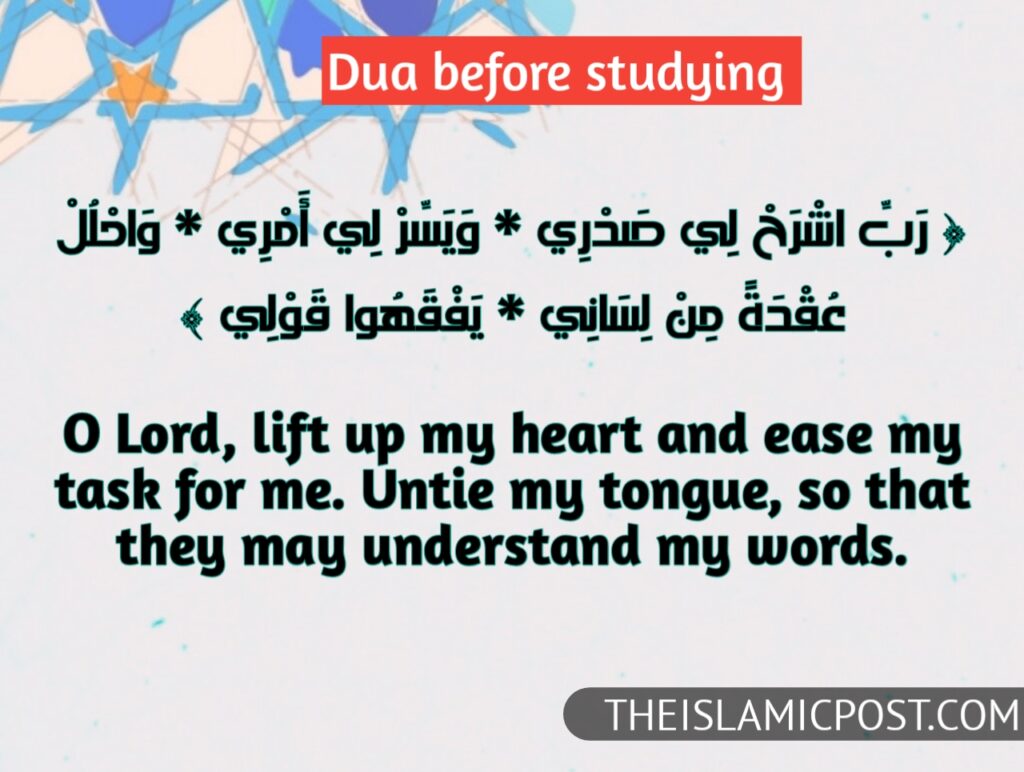 Dua before studying
﴿ رَبِّ اشْرَحْ لِي صَدْرِي * وَيَسِّرْ لِي أَمْرِي * وَاحْلُلْ
عُقْدَةً مِنْ لِسَانِي * يَفْقَهُوا قَوْلِي ﴾
O Lord, lift up my heart and ease my
task for me. Untie my tongue, so that
they may understand my words.
THEISLAMICPOST.COM